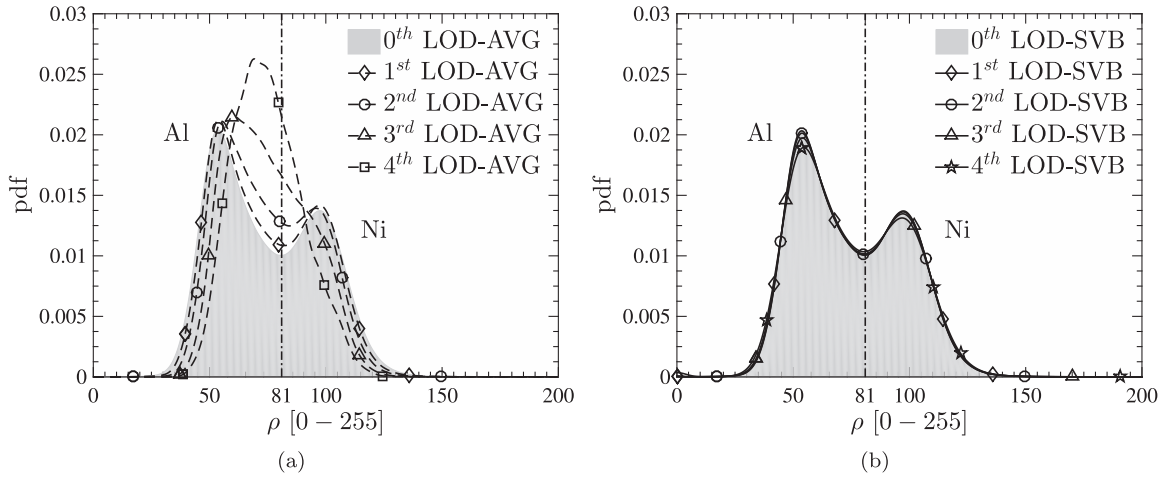 0.03
0.025
0.02
0.015
0.01
0.005
0
pdf
0 50 81 100 150 200
ρ [0 − 255]
Al
Ni
0th LOD-AVG
1st LOD-AVG
2nd LOD-AVG
3rd LOD-AVG
4th LOD-AVG
(a)
0.03
0.025
0.02
0.015
0.01
0.005
0
pdf
0 50 81 100 150 200
ρ [0 − 255]
Al
Ni
0th LOD-SVB
1st LOD-SVB
2nd LOD-SVB
3rd LOD-SVB
4th LOD-SVB
(b)